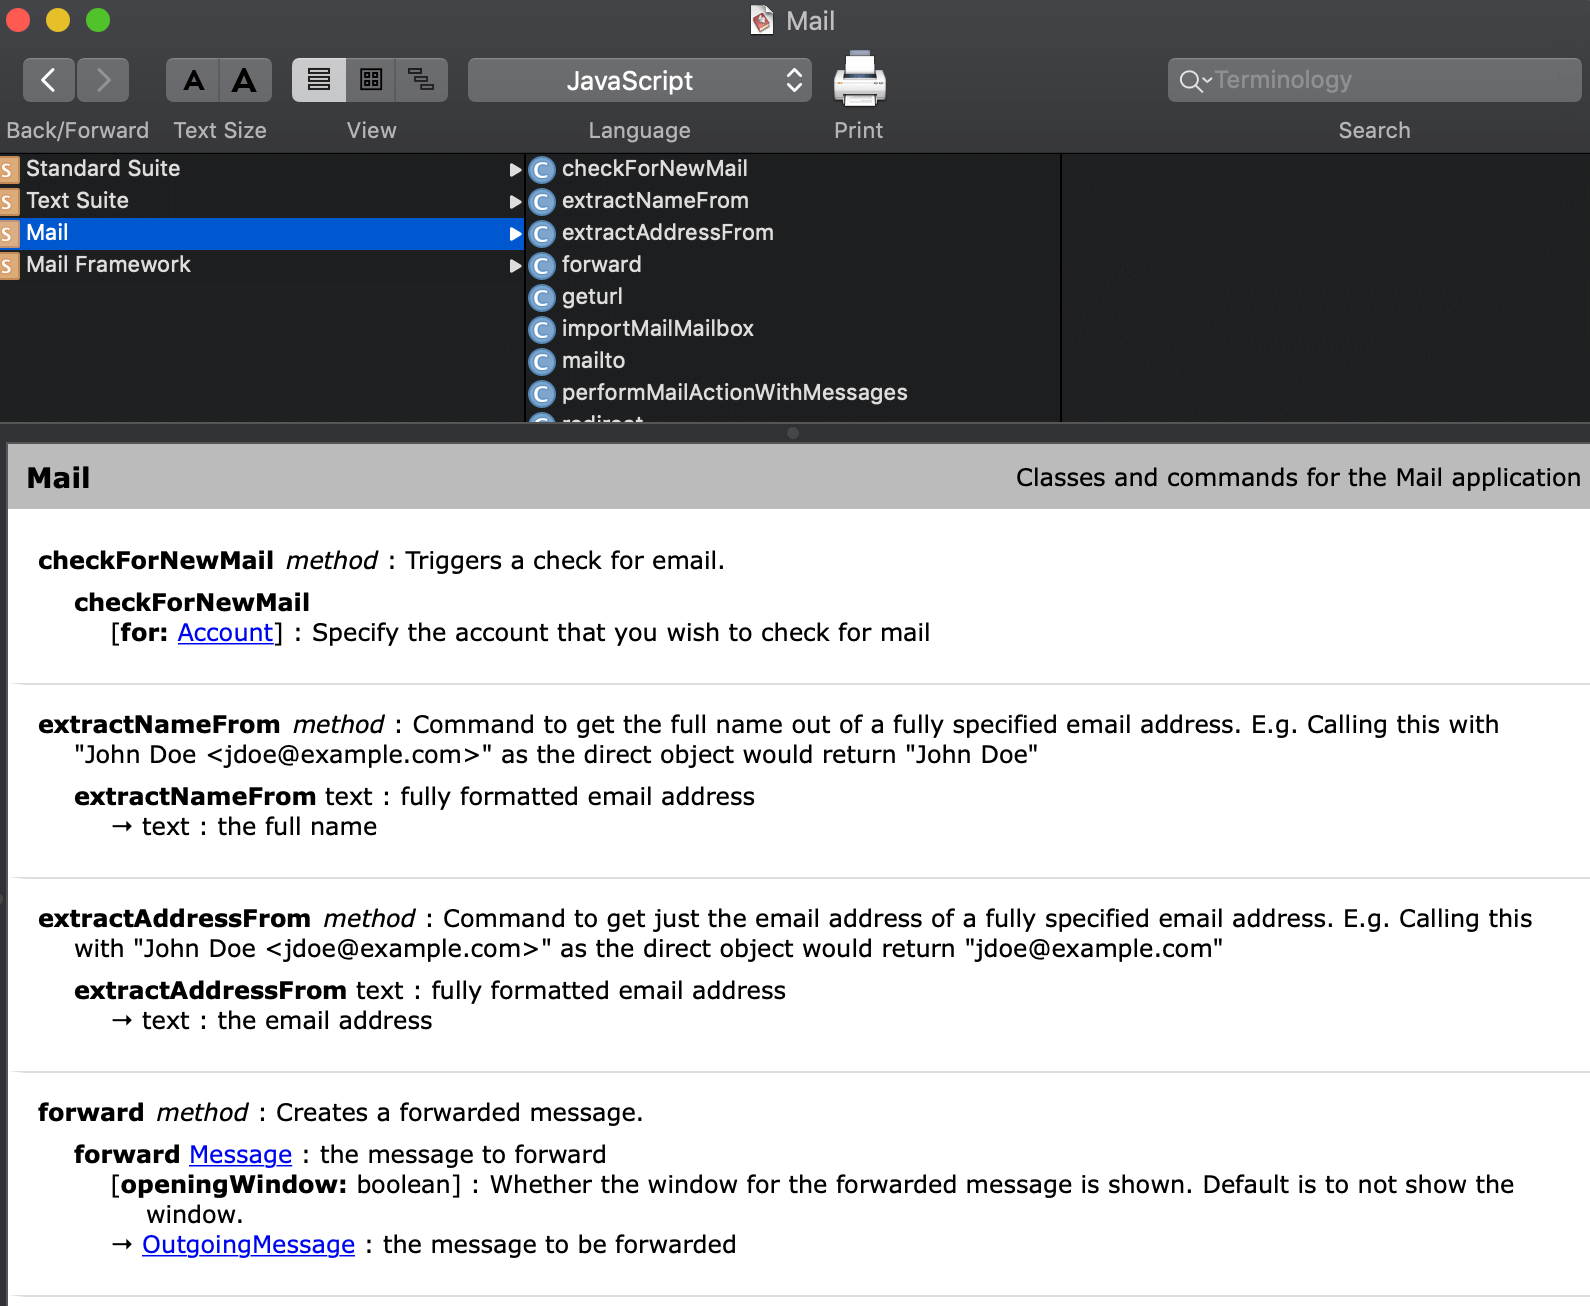 Mail
A A
JavaScript
Terminology
Back/Forward Text Size View Language Print Search
S Standard Suite
S Text Suite
S Mail
S Mail Framework
C checkForNewMail
C extractNameFrom
C extractAddressFrom
C forward
C geturl
C importMailMailbox
C mailto
C performMailActionWithMessages
C redirect
Mail Classes and commands for the Mail application
checkForNewMail method : Triggers a check for email.
checkForNewMail
[for: Account] : Specify the account that you wish to check for mail
extractNameFrom method : Command to get the full name out of a fully specified email address. E.g. Calling this with
"John Doe <jdoe@example.com>" as the direct object would return "John Doe"
extractNameFrom text : fully formatted email address
→ text : the full name
extractAddressFrom method : Command to get just the email address of a fully specified email address. E.g. Calling this
with "John Doe <jdoe@example.com>" as the direct object would return "jdoe@example.com"
extractAddressFrom text : fully formatted email address
→ text : the email address
forward method : Creates a forwarded message.
forward Message : the message to forward
[openingWindow: boolean] : Whether the window for the forwarded message is shown. Default is to not show the
window.
→ OutgoingMessage : the message to be forwarded